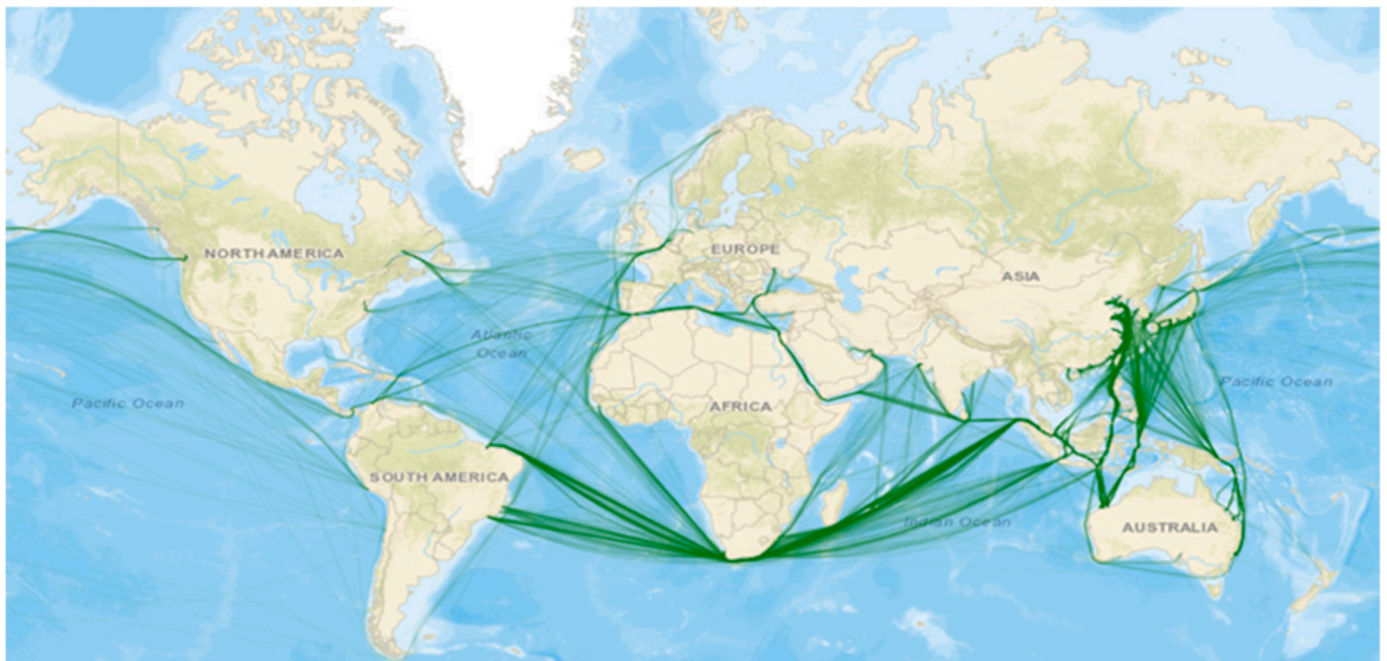 NORTH AMERICA
EUROPE
ASIA
Atlantic
Ocean
Pacific Ocean
Pacific Ocean
AFRICA
SOUTH AMERICA
Indian Ocean
AUSTRALIA